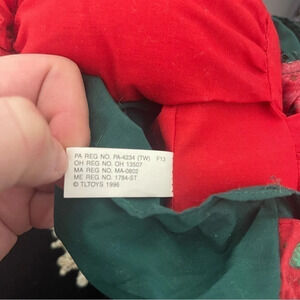 PA REG NO. PA-4234 (TW) F13
OH REG NO. OH 13507
MA REG NO. MA-0802
ME REG NO. 1784-ST
© TLTOYS 1996